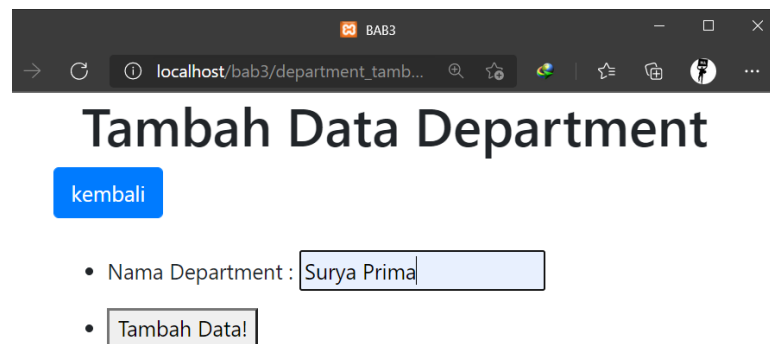 BAB3
localhost/bab3/department_tamb...
Tambah Data Department
kembali
Nama Department : Surya Prima
Tambah Data!